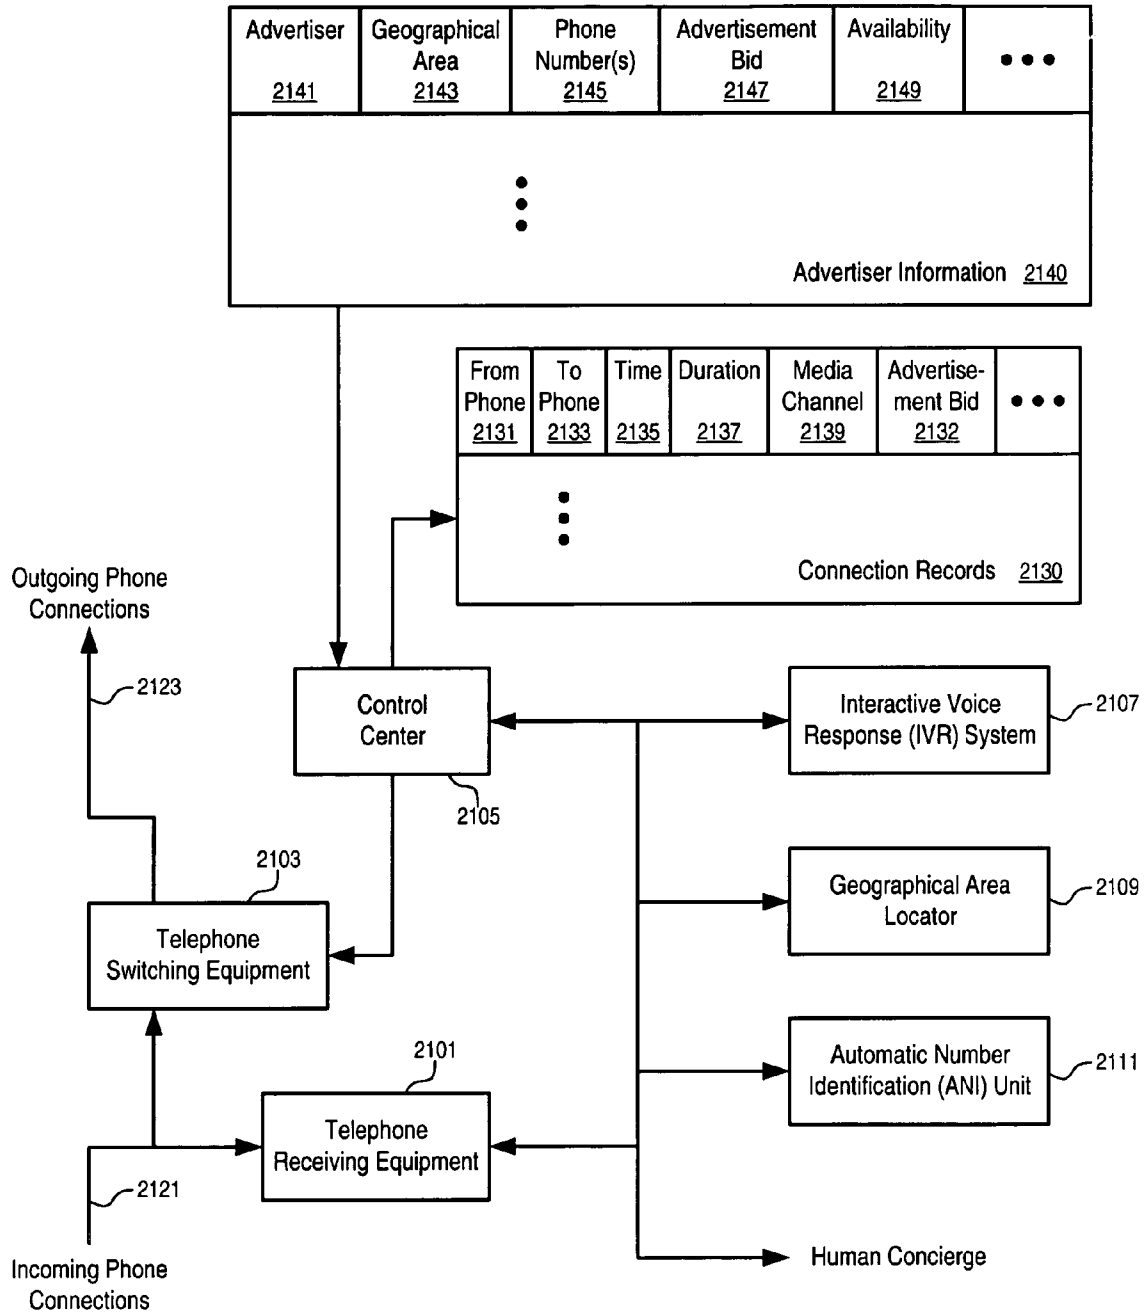 Advertiser
2141
Geographical
Area
2143
Phone
Number(s)
2145
Advertisement
Bid
2147
Availability
2149
Advertiser Information 2140
From
Phone
2131
To
Phone
2133
Time
2135
Duration
2137
Media
Channel
2139
Advertise-
ment Bid
2132
Connection Records 2130
Outgoing Phone
Connections
2123
Control
Center
2105
Interactive Voice
Response (IVR) System
2107
2103
Telephone
Switching Equipment
Geographical Area
Locator
2109
2101
Telephone
Receiving Equipment
Automatic Number
Identification (ANI) Unit
2111
2121
Incoming Phone
Connections
Human Concierge